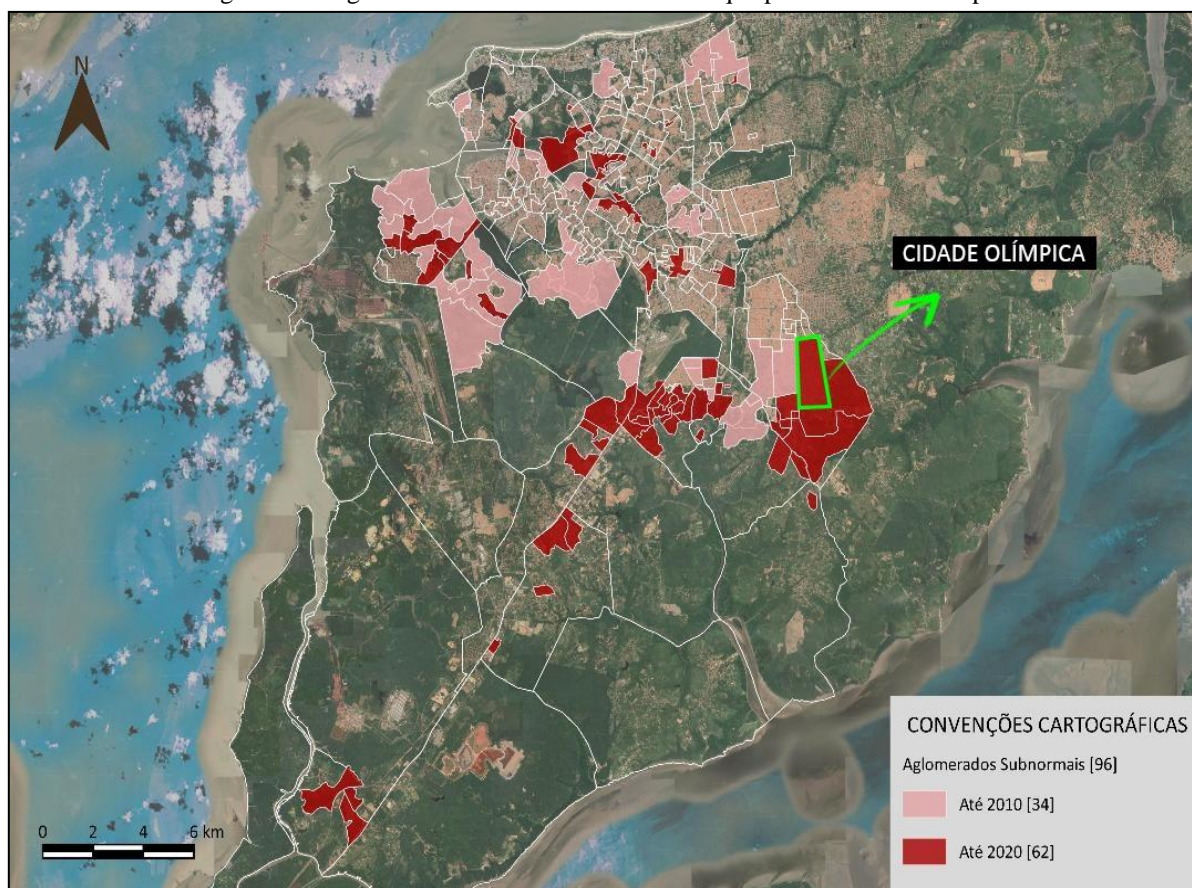 N
CIDADE OLÍMPICA
CONVENÇÕES CARTOGRÁFICAS
Aglomerados Subnormais [96]
Até 2010 [34]
Até 2020 [62]
0 2 4 6 km